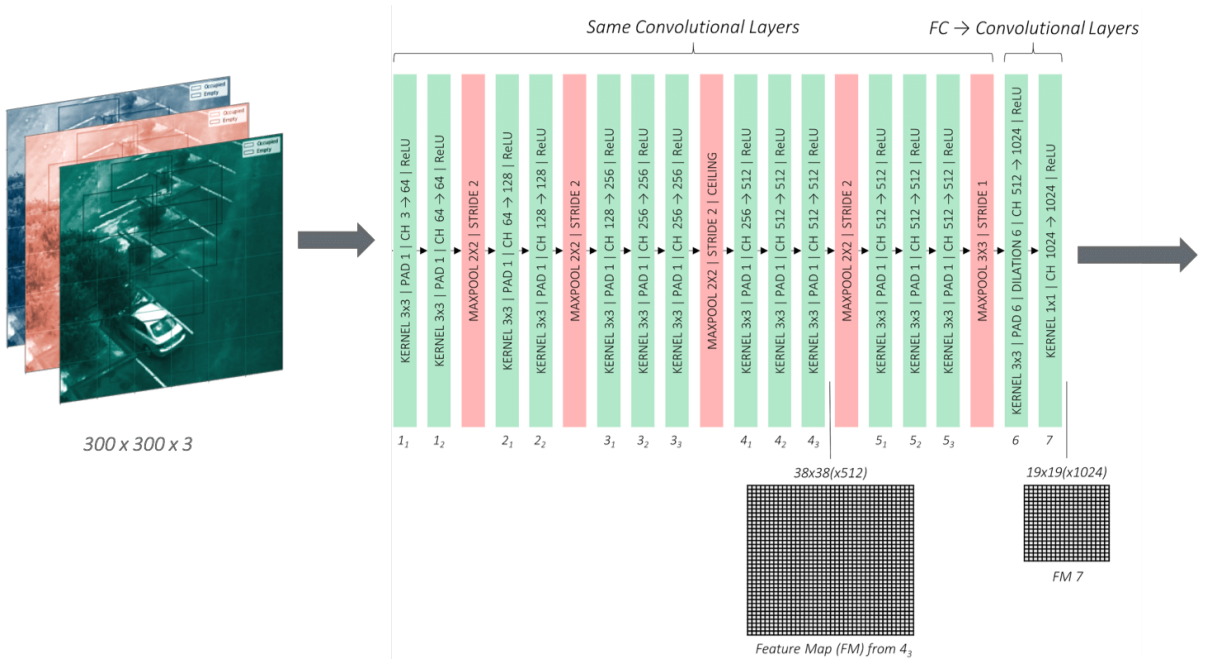 Same Convolutional Layers
FC → Convolutional Layers
Occupied
Empty
Occupied
Empty
Occupied
Empty
300 x 300 x 3
KERNEL 3x3 | PAD 1 | CH 3 → 64 | ReLU
KERNEL 3x3 | PAD 1 | CH 64 → 64 | ReLU
MAXPOOL 2X2 | STRIDE 2
KERNEL 3x3 | PAD 1 | CH 64 → 128 | ReLU
KERNEL 3x3 | PAD 1 | CH 128 → 128 | ReLU
MAXPOOL 2X2 | STRIDE 2
KERNEL 3x3 | PAD 1 | CH 128 → 256 | ReLU
KERNEL 3x3 | PAD 1 | CH 256 → 256 | ReLU
KERNEL 3x3 | PAD 1 | CH 256 → 256 | ReLU
MAXPOOL 2X2 | STRIDE 2 | CEILING
KERNEL 3x3 | PAD 1 | CH 256 → 512 | ReLU
KERNEL 3x3 | PAD 1 | CH 512 → 512 | ReLU
KERNEL 3x3 | PAD 1 | CH 512 → 512 | ReLU
MAXPOOL 2X2 | STRIDE 2
KERNEL 3x3 | PAD 1 | CH 512 → 512 | ReLU
KERNEL 3x3 | PAD 1 | CH 512 → 512 | ReLU
KERNEL 3x3 | PAD 1 | CH 512 → 512 | ReLU
MAXPOOL 3X3 | STRIDE 1
KERNEL 3x3 | PAD 6 | DILATION 6 | CH 512 → 1024 | ReLU
KERNEL 1x1 | CH 1024 → 1024 | ReLU
1₁ 1₂ 2₁ 2₂ 3₁ 3₂ 3₃ 4₁ 4₂ 4₃ 5₁ 5₂ 5₃ 6 7
38x38(x512)
19x19(x1024)
FM 7
Feature Map (FM) from 4₃